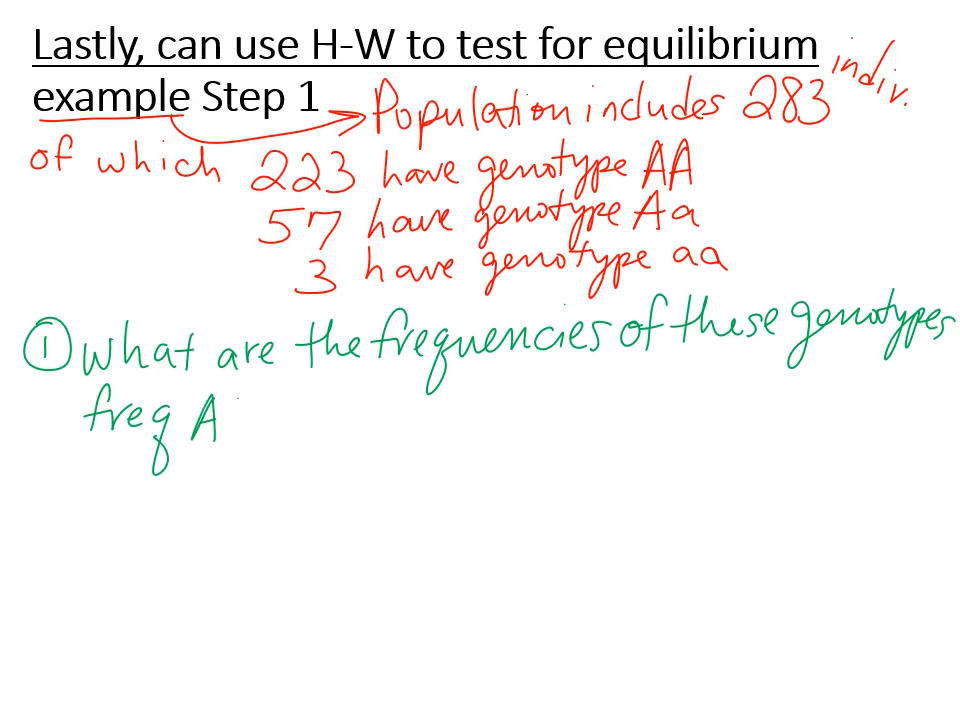 Lastly, can use H-W to test for equilibrium
example Step 1 → Population includes 283 indiv.
of which 223 have genotype AA
57 have genotype Aa
3 have genotype aa
① What are the frequencies of these genotypes
freq A